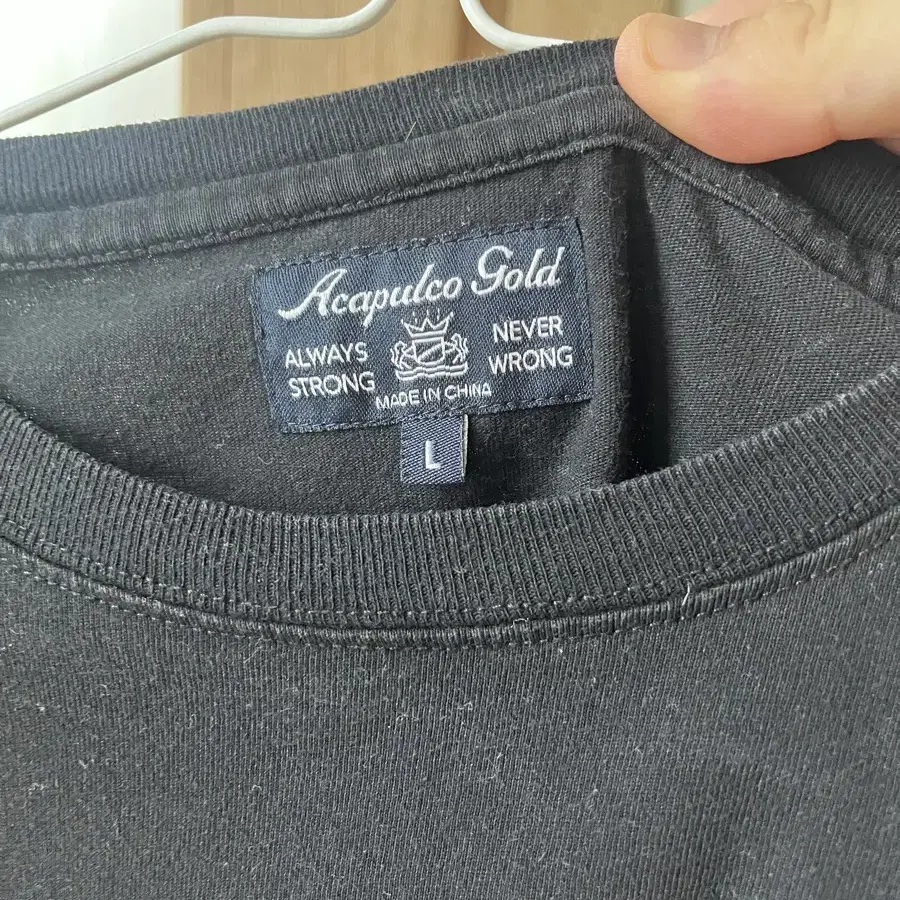 Acapulco Gold
ALWAYS STRONG
NEVER WRONG
MADE IN CHINA
L